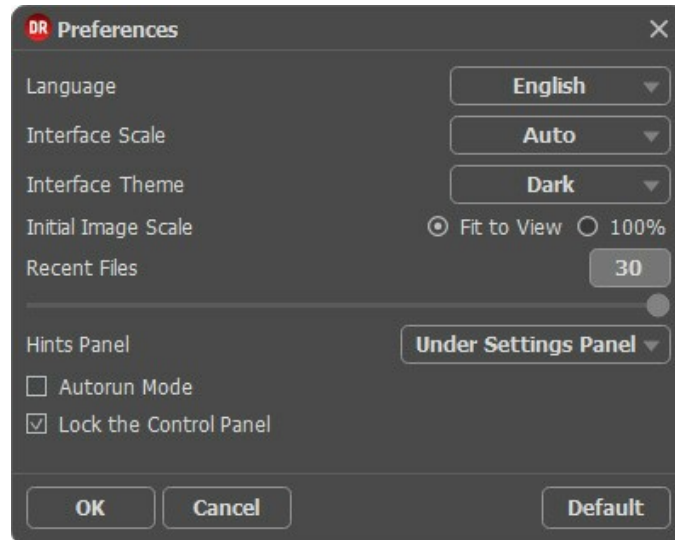 DR Preferences
Language English
Interface Scale Auto
Interface Theme Dark
Initial Image Scale Fit to View 100%
Recent Files 30
Hints Panel Under Settings Panel
Autorun Mode
Lock the Control Panel
OK Cancel Default